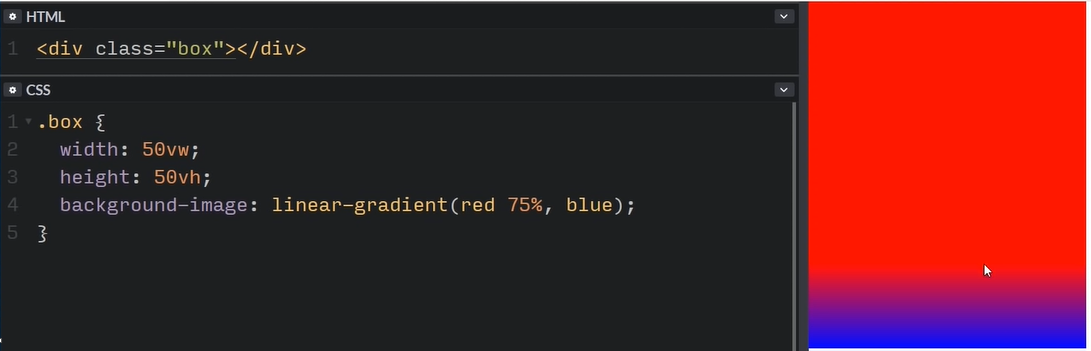 HTML
1 <div class="box"></div>
CSS
1 .box {
2 width: 50vw;
3 height: 50vh;
4 background-image: linear-gradient(red 75%, blue);
5 }